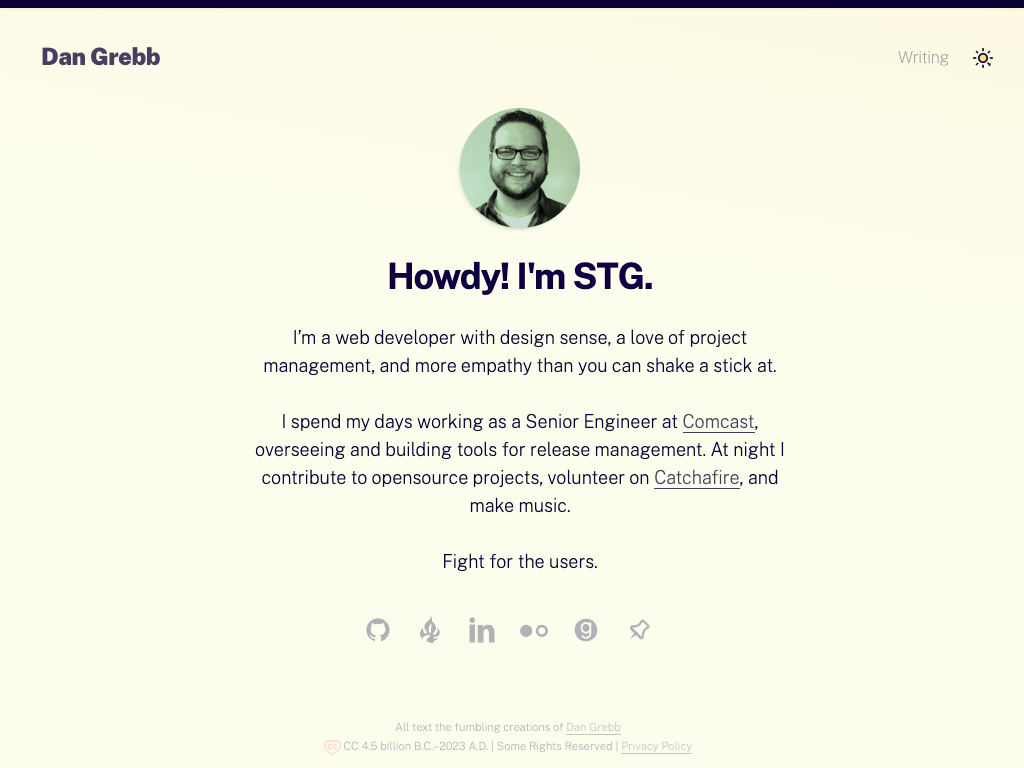 Dan Grebb
Writing
Howdy! I'm STG.
I’m a web developer with design sense, a love of project
management, and more empathy than you can shake a stick at.
I spend my days working as a Senior Engineer at Comcast,
overseeing and building tools for release management. At night I
contribute to opensource projects, volunteer on Catchafire, and
make music.
Fight for the users.
All text the fumbling creations of Dan Grebb
CC 4.5 billion B.C.–2023 A.D. | Some Rights Reserved | Privacy Policy